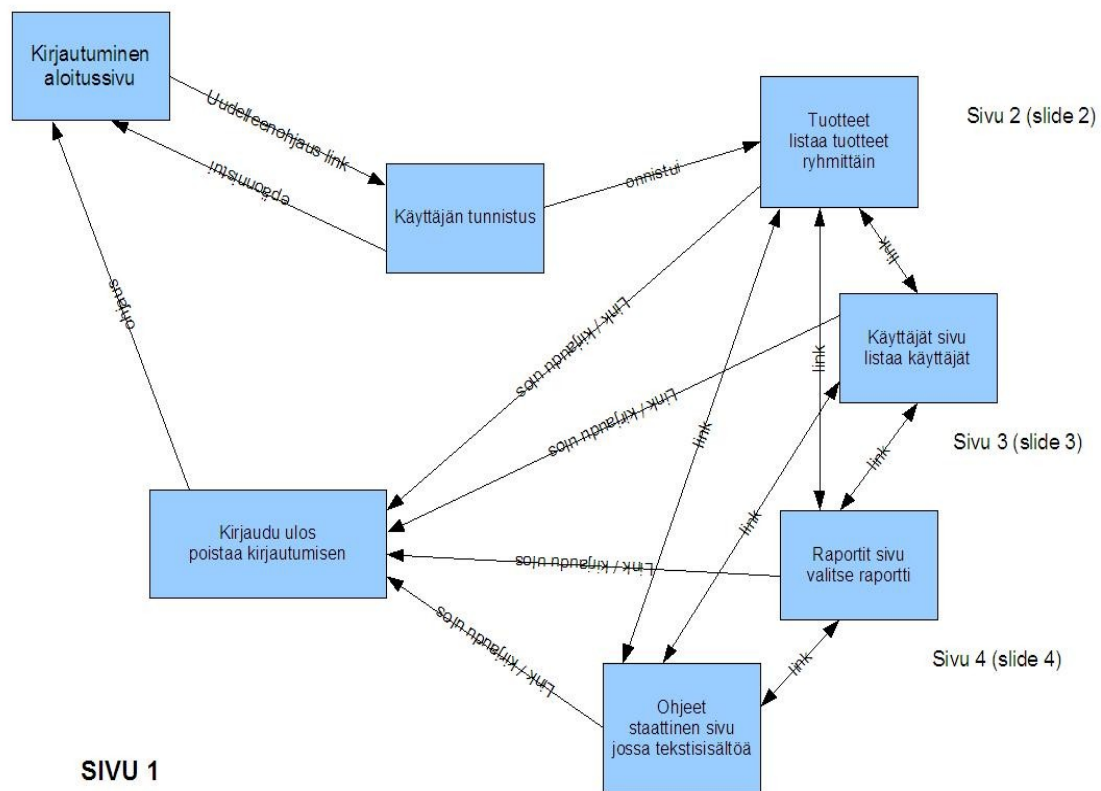 Kirjautuminen
aloitussivu
Uudelleenohjaus link
epäonnistui
Käyttäjän tunnistus
onnistui
Tuotteet
listaa tuotteet
ryhmittäin
Sivu 2 (slide 2)
link
ohjaus
Link / kirjaudu ulos
link
Käyttäjät sivu
listaa käyttäjät
Link / kirjaudu ulos
link
Sivu 3 (slide 3)
link
Kirjaudu ulos
poistaa kirjautumisen
link
Link / kirjaudu ulos
Raportit sivu
valitse raportti
Link / kirjaudu ulos
link
Sivu 4 (slide 4)
Ohjeet
staattinen sivu
jossa tekstisisältöä
SIVU 1